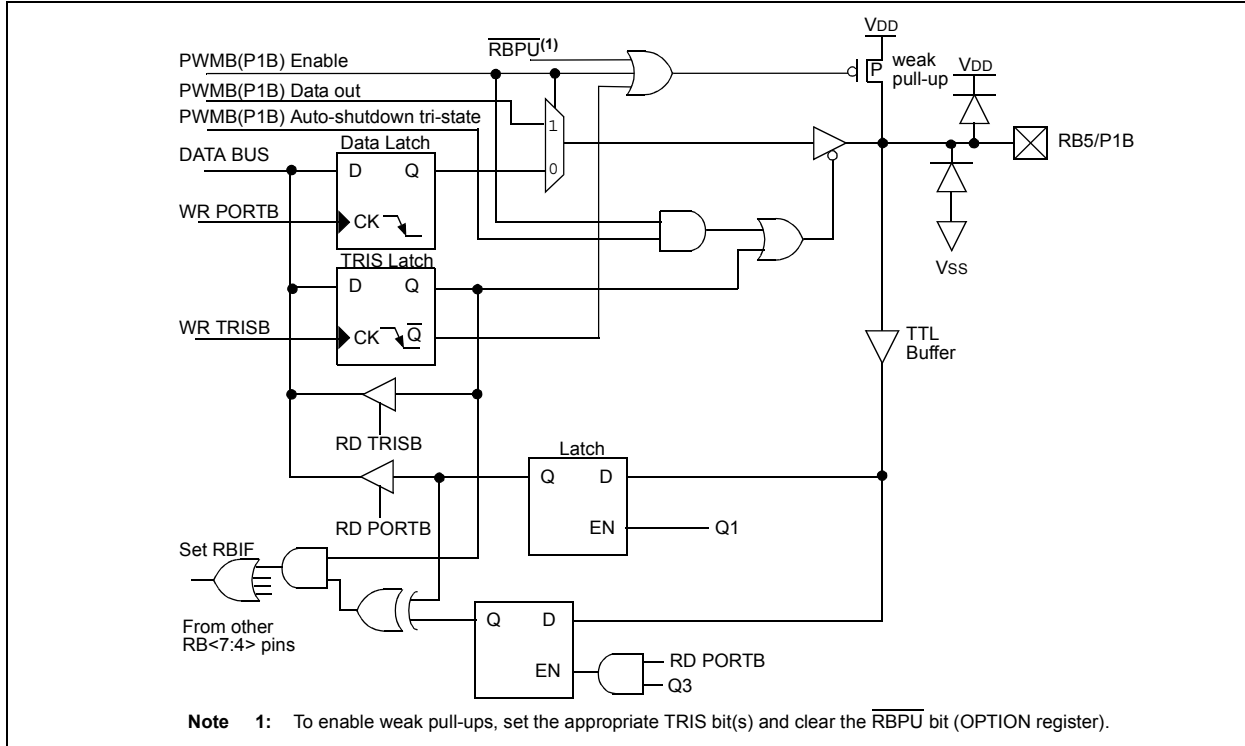 VDD
RBPU(1)
PWMB(P1B) Enable
weak
pull-up
P
VDD
PWMB(P1B) Data out
PWMB(P1B) Auto-shutdown tri-state
1
0
Data Latch
RB5/P1B
DATA BUS
D Q
WR PORTB
CK
VSS
TRIS Latch
D Q
WR TRISB
CK Q
TTL
Buffer
RD TRISB
Latch
Q D
EN
Q1
RD PORTB
Set RBIF
From other
RB<7:4> pins
Q D
EN
RD PORTB
Q3
Note 1: To enable weak pull-ups, set the appropriate TRIS bit(s) and clear the RBPU bit (OPTION register).